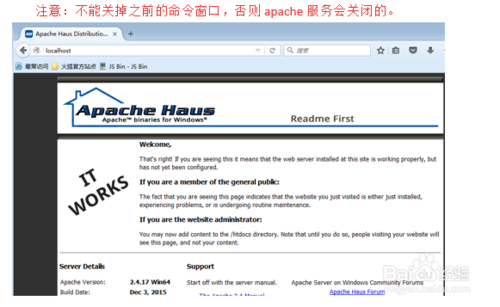 注意：不能关掉之前的命令窗口，否则 apache 服务会关闭的。
Apache Haus Distribution...
localhost
搜索
最常访问 火狐官方站点 JS Bin - JS Bin
Apache Haus
Apache™ binaries for Windows®
Readme First
IT WORKS
Welcome,
That's right! If you are seeing this it means that the web server installed at this site is working properly, but
has not yet been configured.
If you are a member of the general public:
The fact that you are seeing this page indicates that the website you just visited is either just installed,
experiencing problems, or is undergoing routine maintenance.
If you are the website administrator:
You may now add content to the /htdocs directory. Note that until you do so, people visiting your website will
see this page, and not your content.
Server Details
Apache Version: 2.4.17 Win64
Build Date: Dec 3, 2015
Support
Start off with the server manual.
The Apache 2.4 Manual
Apache Server on Windows Community Forums
Apache Haus Forum
Baidu 经验